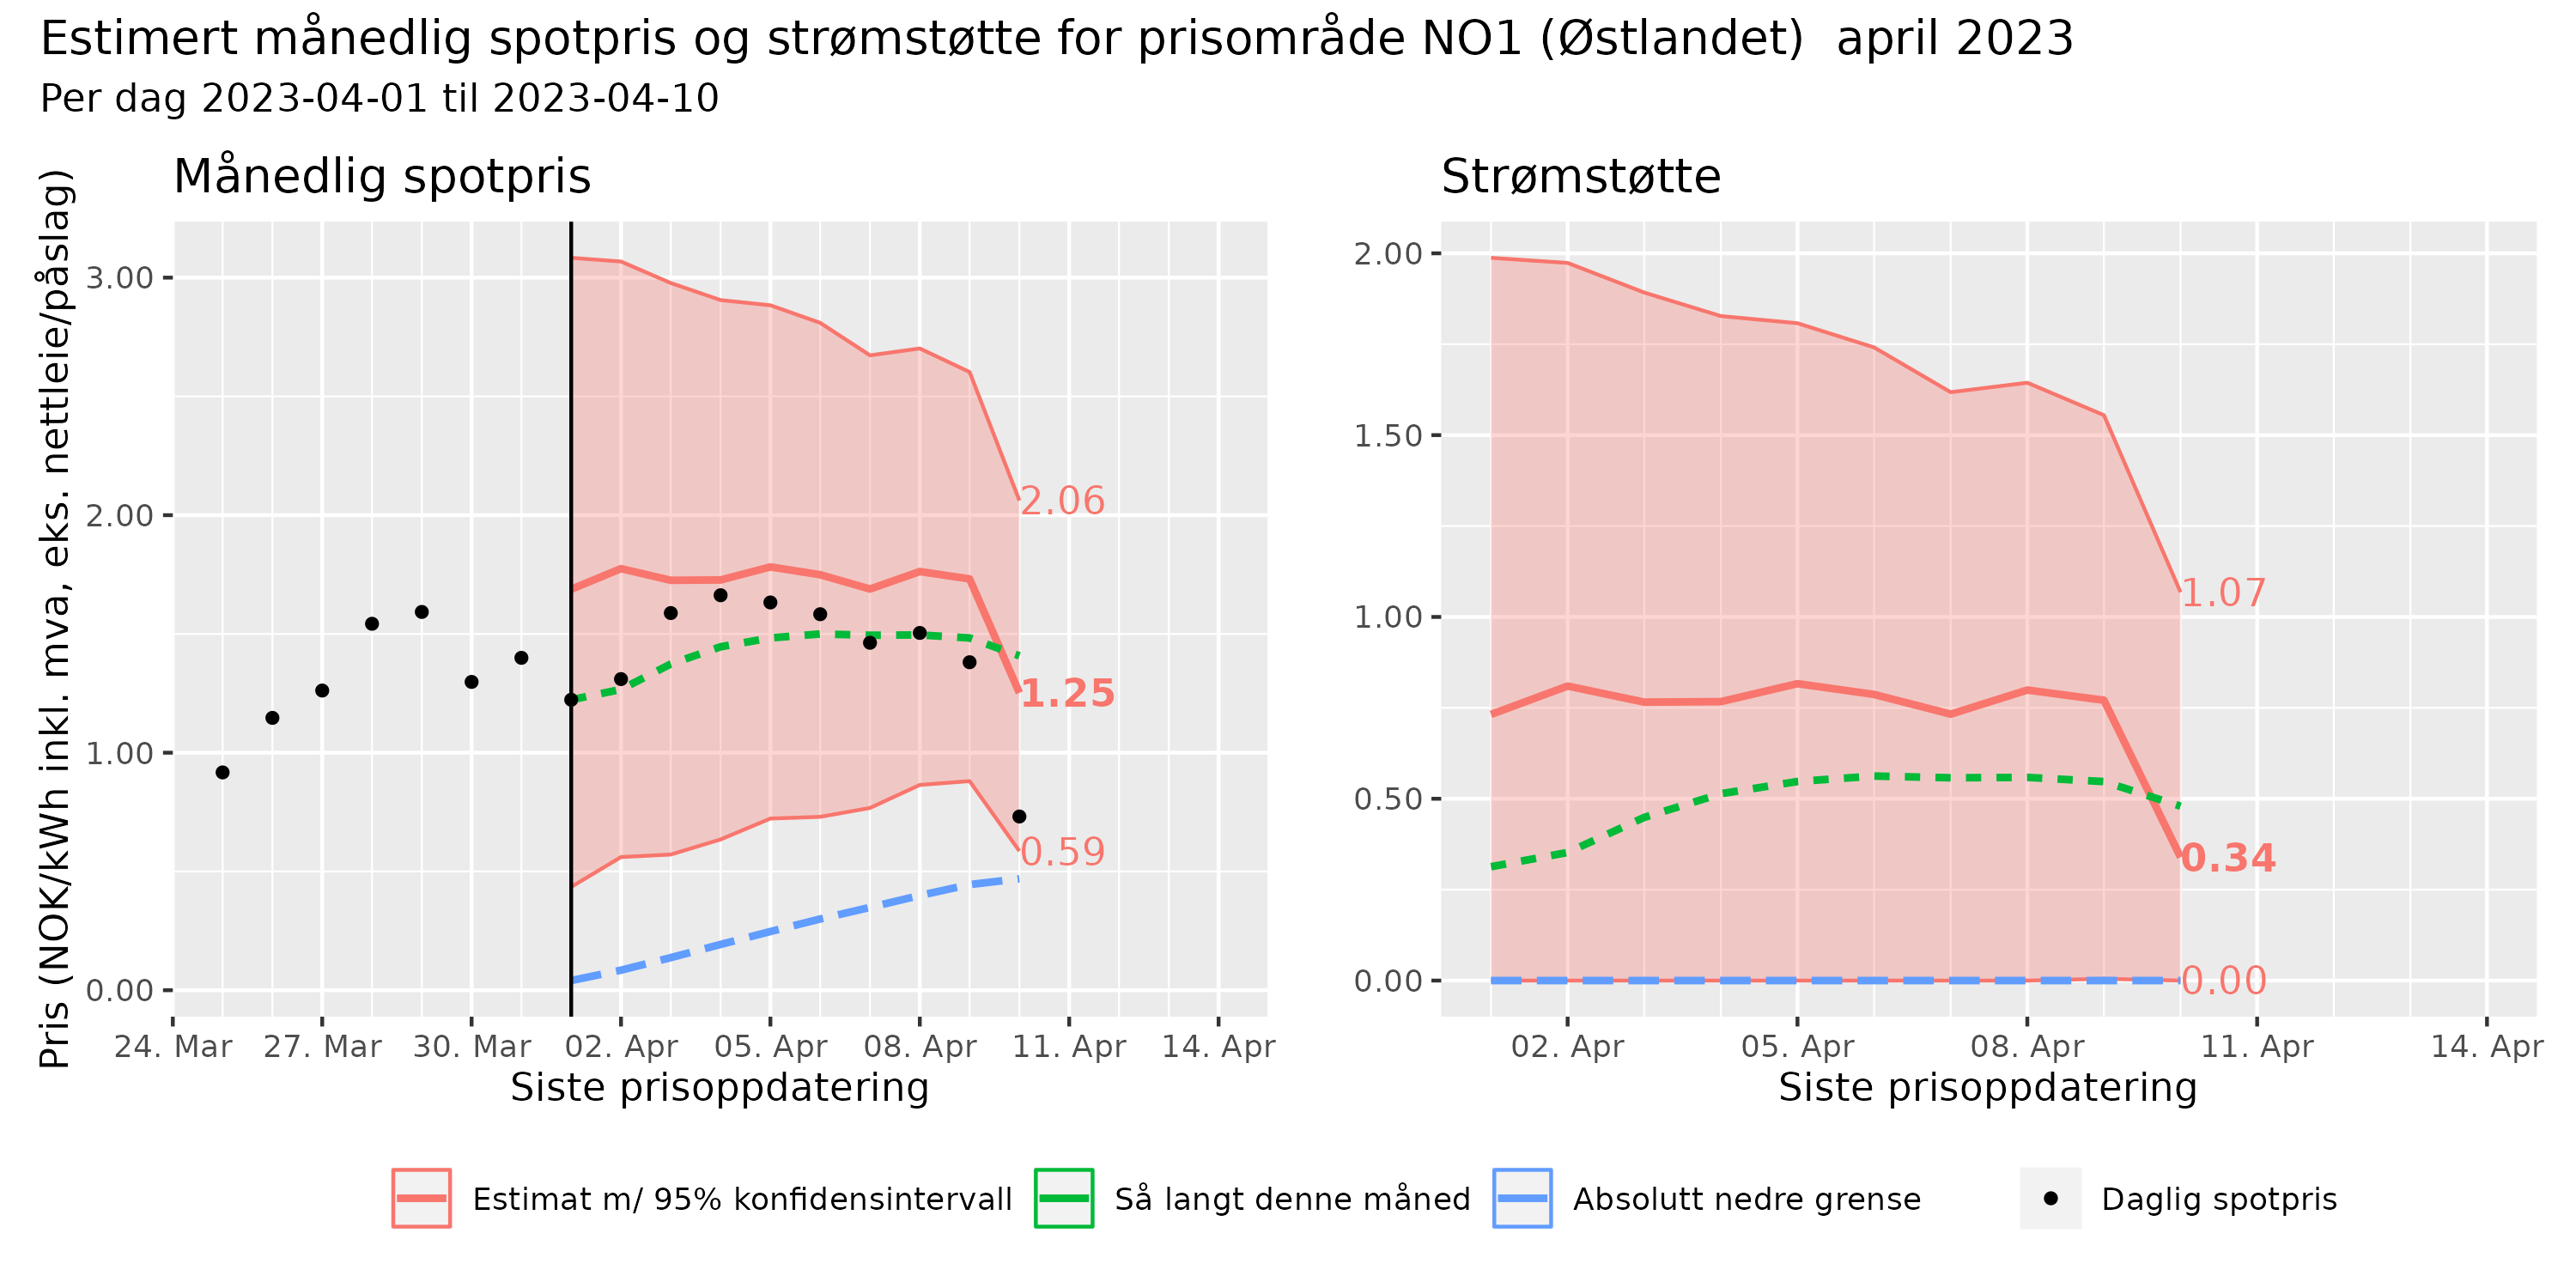 Estimert månedlig spotpris og strømstøtte for prisområde NO1 (Østlandet)  april 2023
Per dag 2023-04-01 til 2023-04-10
Månedlig spotpris
Pris (NOK/kWh inkl. mva, eks. nettleie/påslag)
3.00
2.00
1.00
0.00
2.06
1.25
0.59
24. Mar
27. Mar
30. Mar
02. Apr
05. Apr
08. Apr
11. Apr
14. Apr
Siste prisoppdatering
Strømstøtte
2.00
1.50
1.00
0.50
0.00
1.07
0.34
0.00
02. Apr
05. Apr
08. Apr
11. Apr
14. Apr
Siste prisoppdatering
Estimat m/ 95% konfidensintervall
Så langt denne måned
Absolutt nedre grense
Daglig spotpris